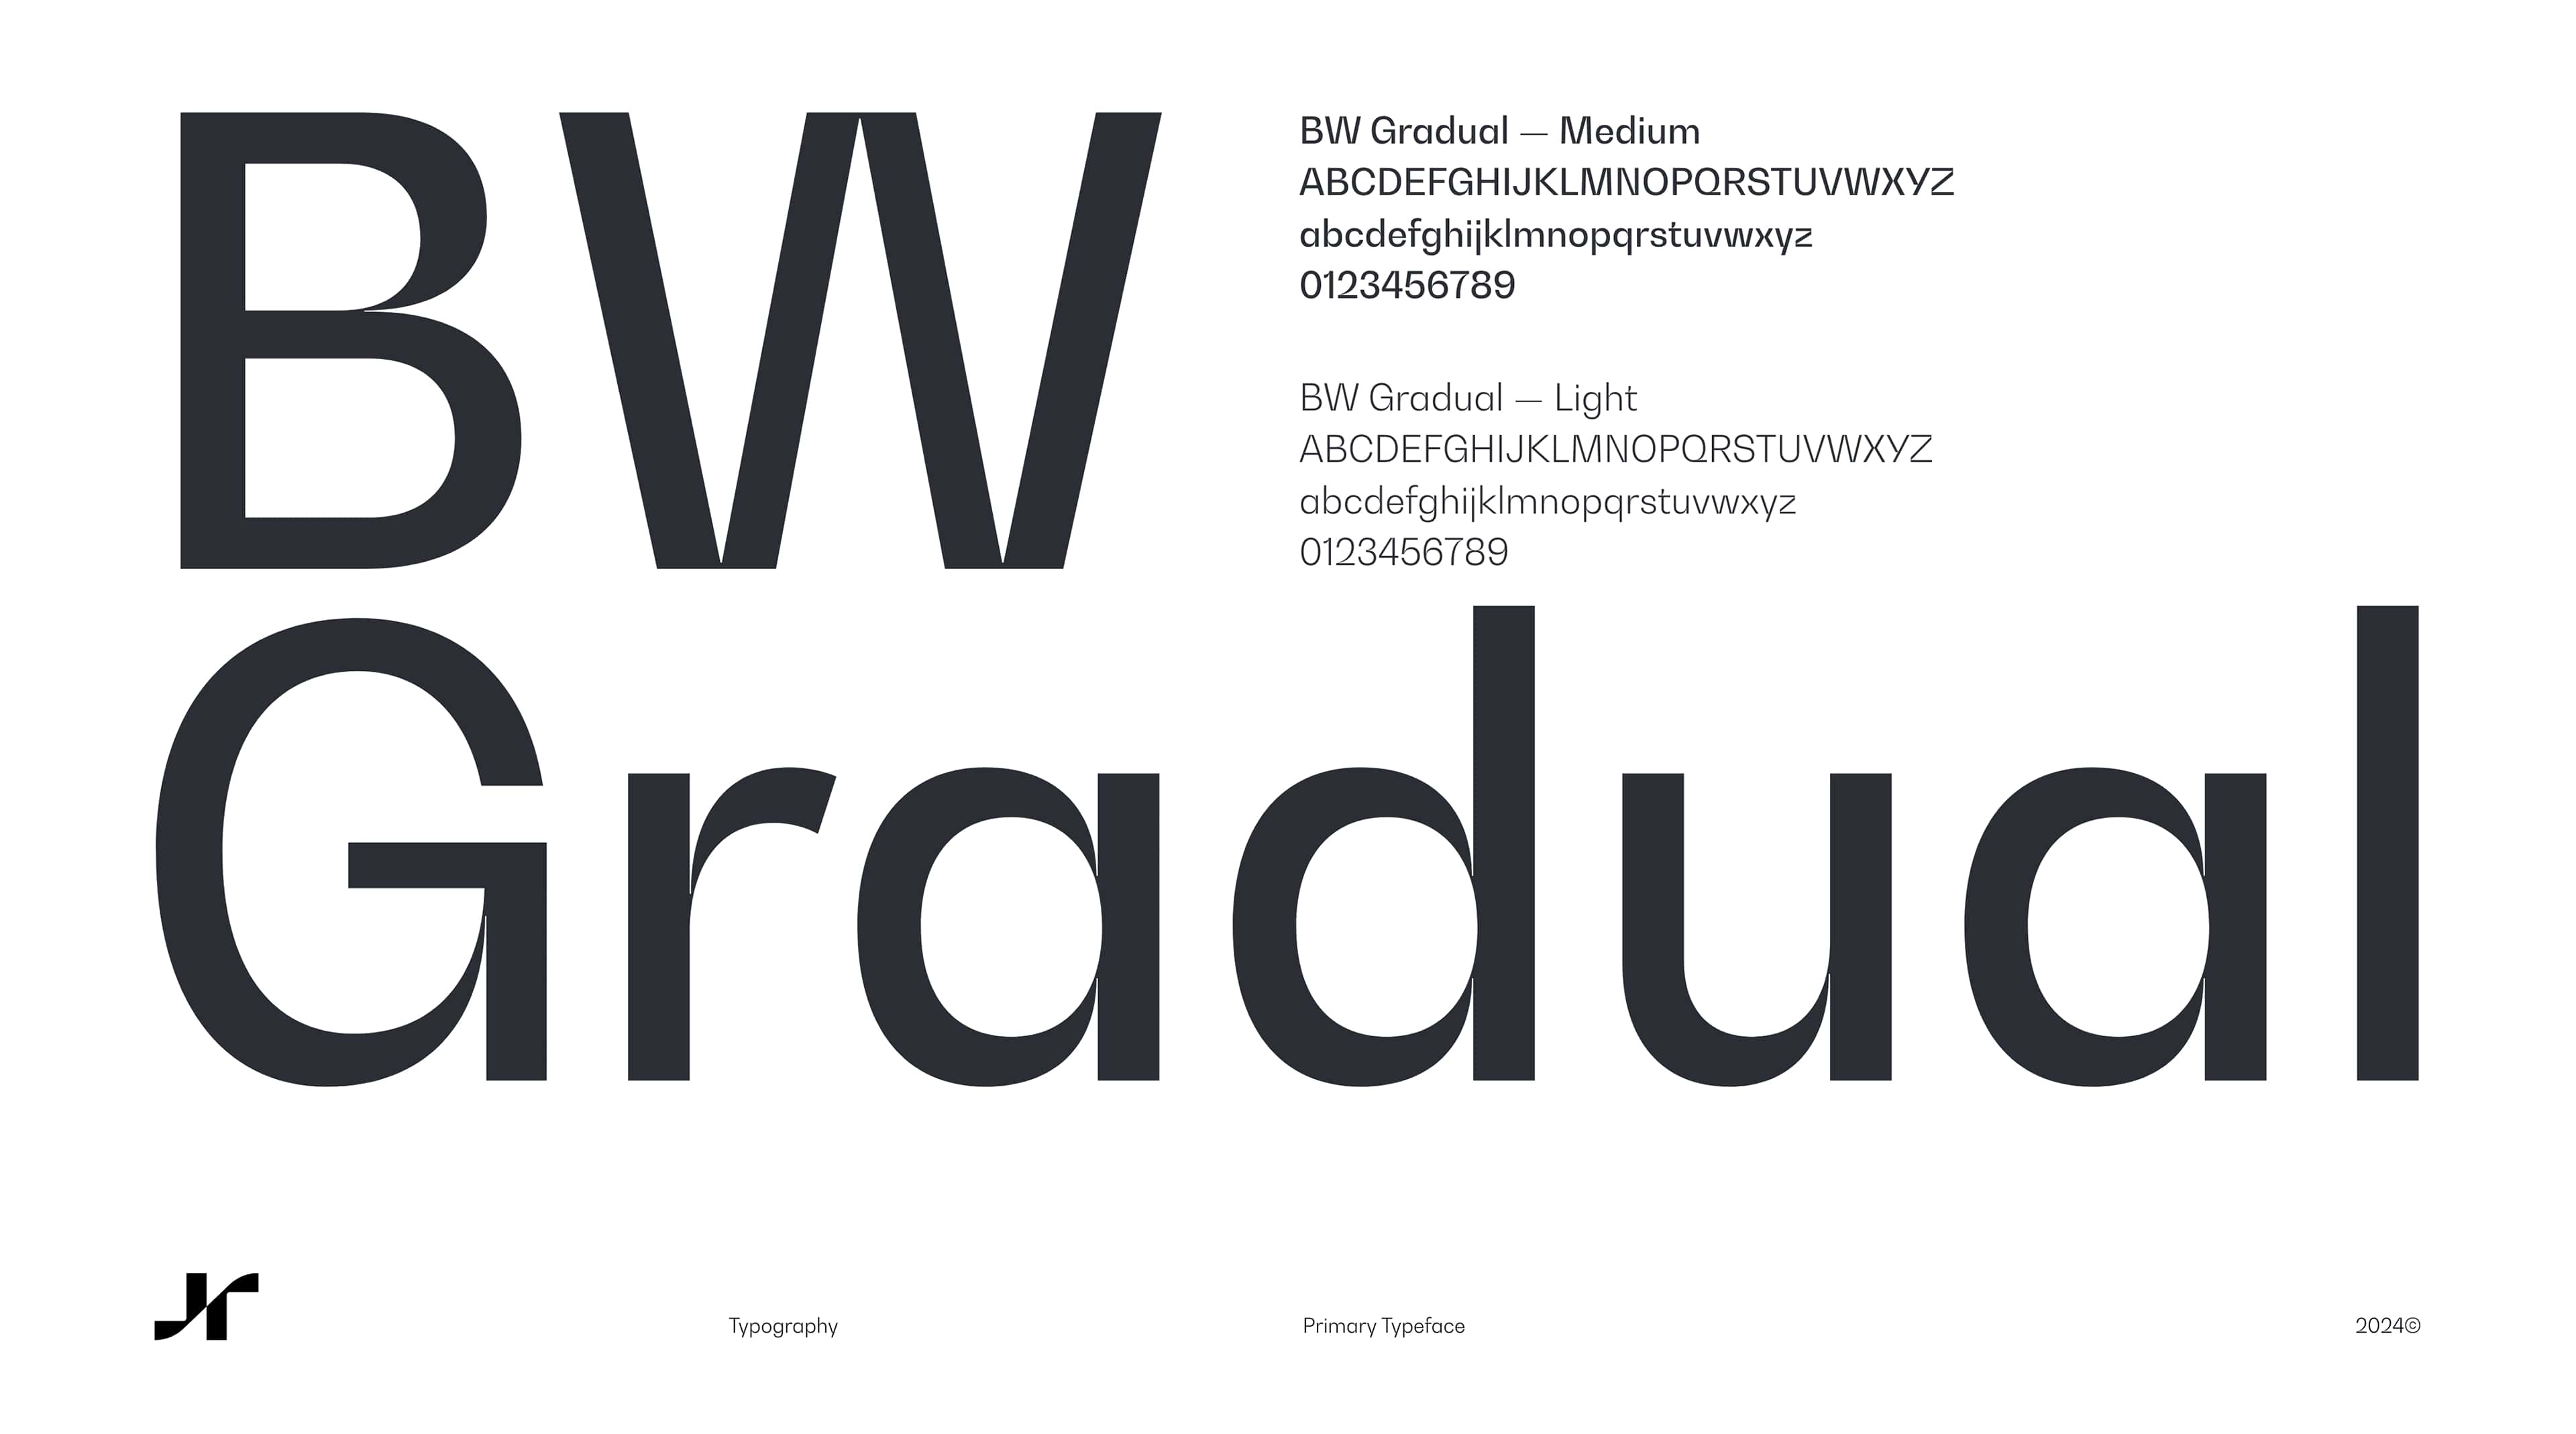 BW
Gradual
BW Gradual — Medium
ABCDEFGHIJKLMNOPQRSTUVWXYZ
abcdefghijklmnopqrstuvwxyz
0123456789
BW Gradual — Light
ABCDEFGHIJKLMNOPQRSTUVWXYZ
abcdefghijklmnopqrstuvwxyz
0123456789
Typography
Primary Typeface
2024©